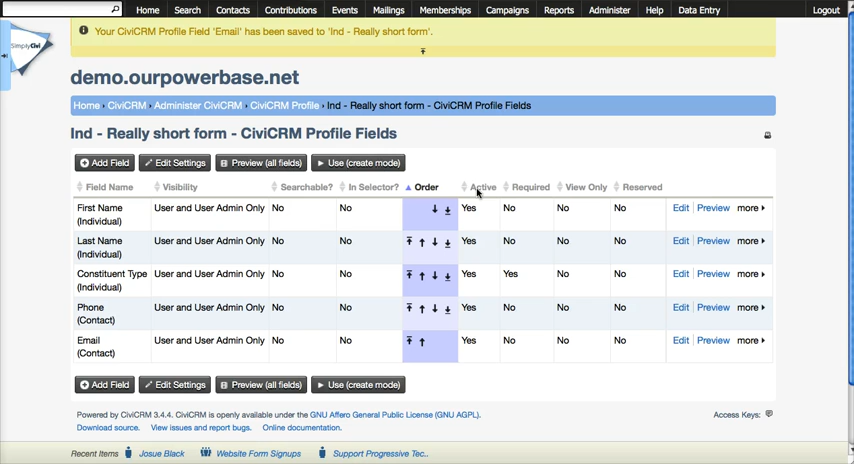 Home Search Contacts Contributions Events Mailings Memberships Campaigns Reports Administer Help Data Entry Logout
Your CiviCRM Profile Field 'Email' has been saved to 'Ind - Really short form'.
SimplyCivi
demo.ourpowerbase.net
Home › CiviCRM › Administer CiviCRM › CiviCRM Profile › Ind - Really short form - CiviCRM Profile Fields
Ind - Really short form - CiviCRM Profile Fields
Add Field Edit Settings Preview (all fields) Use (create mode)
Field Name Visibility Searchable? In Selector? Order Active Required View Only Reserved
First Name User and User Admin Only No No Yes No No No Edit Preview more
(Individual)
Last Name User and User Admin Only No No Yes No No No Edit Preview more
(Individual)
Constituent Type User and User Admin Only No No Yes Yes No No Edit Preview more
(Individual)
Phone User and User Admin Only No No Yes No No No Edit Preview more
(Contact)
Email User and User Admin Only No No Yes No No No Edit Preview more
(Contact)
Add Field Edit Settings Preview (all fields) Use (create mode)
Powered by CiviCRM 3.4.4. CiviCRM is openly available under the GNU Affero General Public License (GNU AGPL). Access Keys:
Download source. View issues and report bugs. Online documentation.
Recent Items Josue Black Website Form Signups Support Progressive Tec..